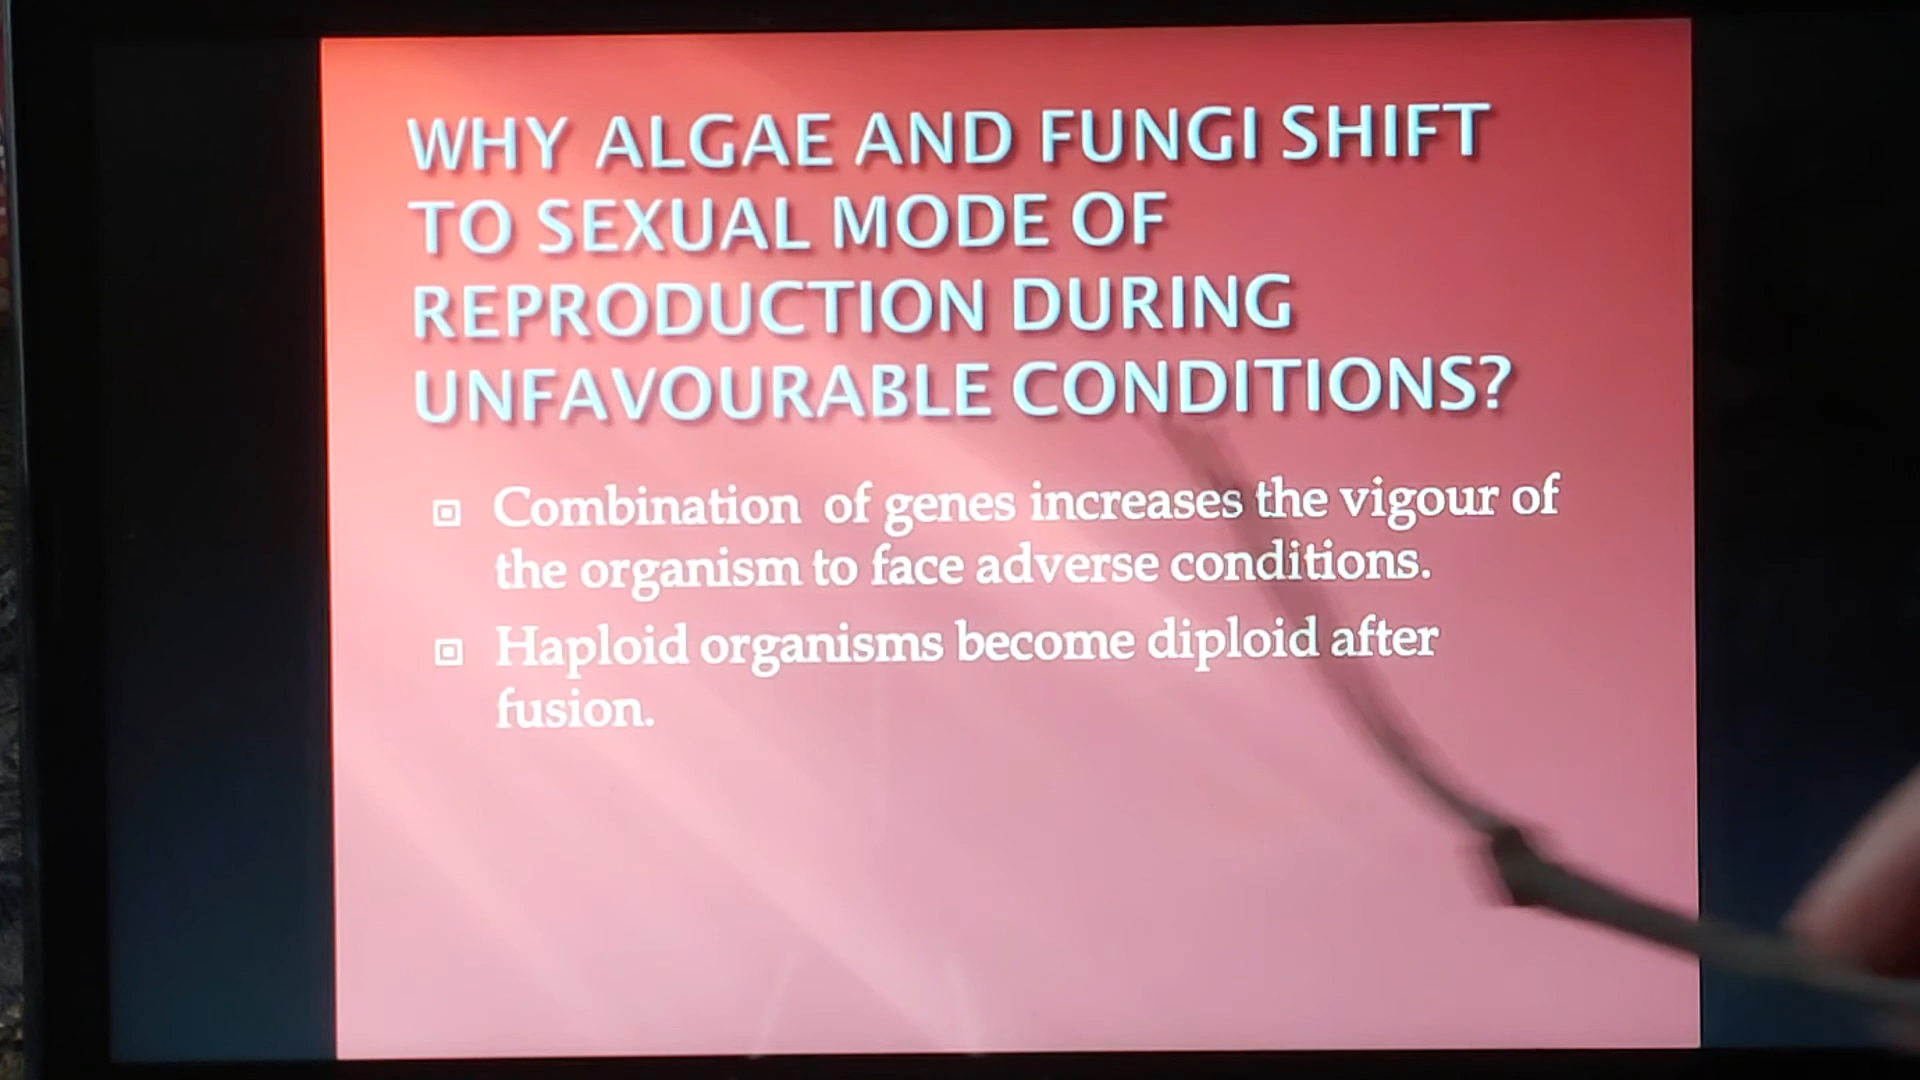 WHY ALGAE AND FUNGI SHIFT
TO SEXUAL MODE OF
REPRODUCTION DURING
UNFAVOURABLE CONDITIONS?
Combination of genes increases the vigour of
the organism to face adverse conditions.
Haploid organisms become diploid after
fusion.